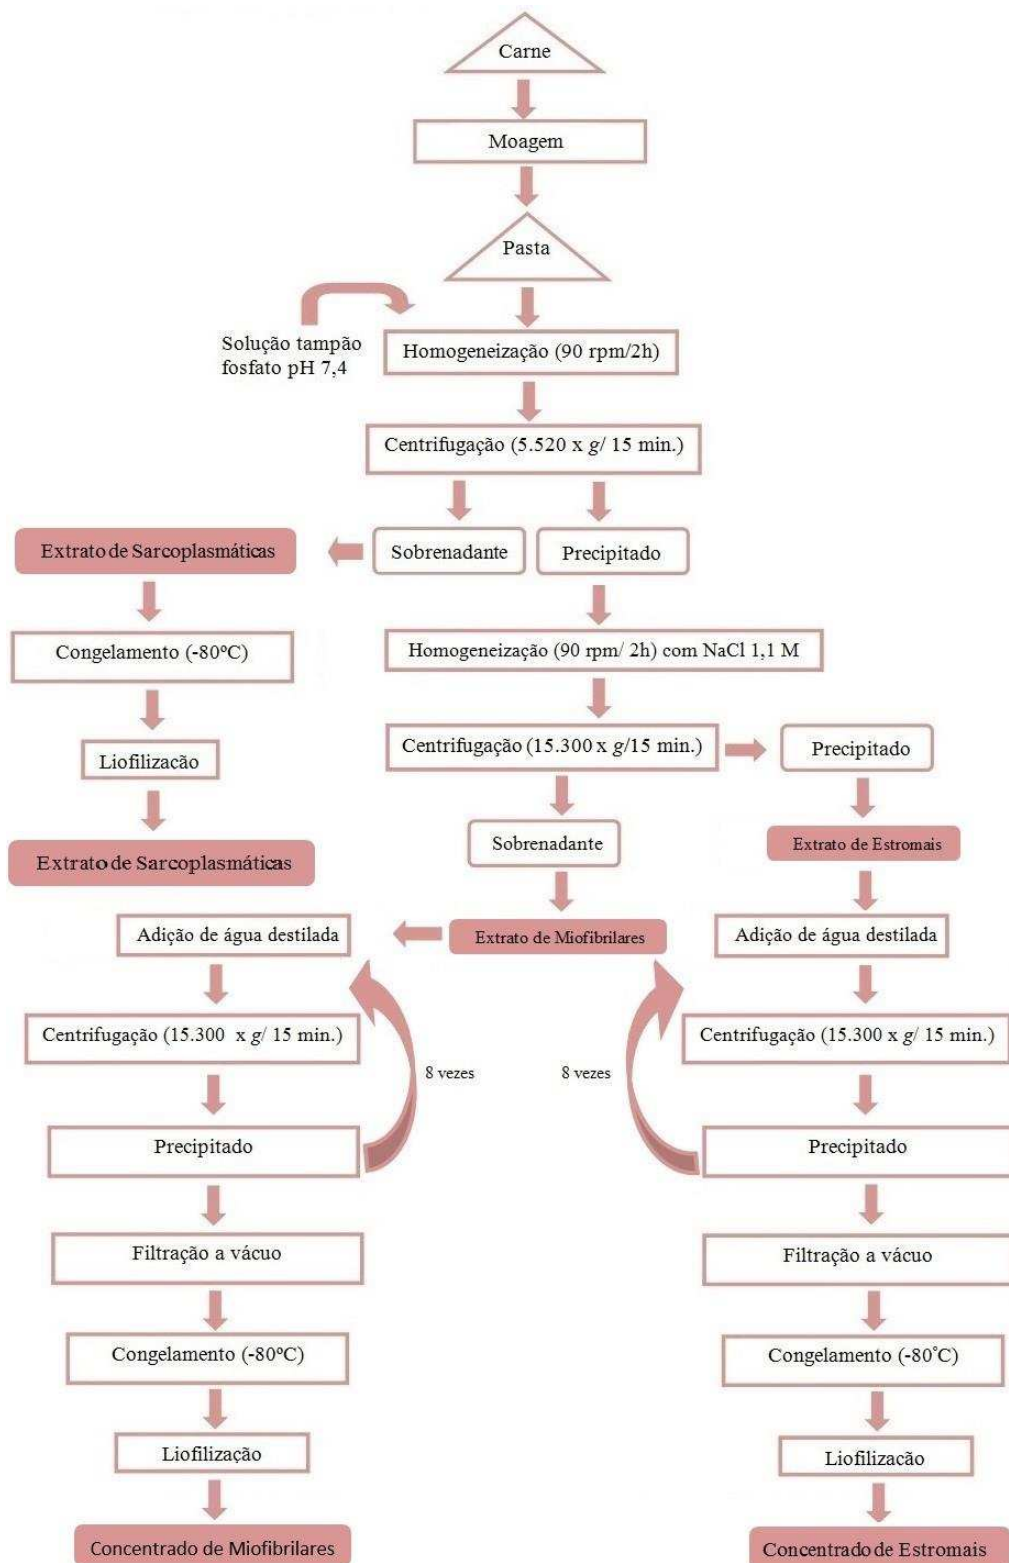 Carne
Moagem
Pasta
Solução tampão
fosfato pH 7,4
Homogeneização (90 rpm/2h)
Centrifugação (5.520 x g/ 15 min.)
Extrato de Sarcoplasmáticas
Sobrenadante
Precipitado
Congelamento (-80ºC)
Homogeneização (90 rpm/ 2h) com NaCl 1,1 M
Liofilizacão
Centrifugação (15.300 x g/15 min.)
Precipitado
Extrato de Sarcoplasmáticas
Sobrenadante
Extrato de Estromais
Adição de água destilada
Extrato de Miofibrilares
Adição de água destilada
Centrifugação (15.300 x g/ 15 min.)
Centrifugação (15.300 x g/ 15 min.)
8 vezes
8 vezes
Precipitado
Precipitado
Filtração a vácuo
Filtração a vácuo
Congelamento (-80ºC)
Congelamento (-80°C)
Liofilização
Liofilizacão
Concentrado de Miofibrilares
Concentrado de Estromais